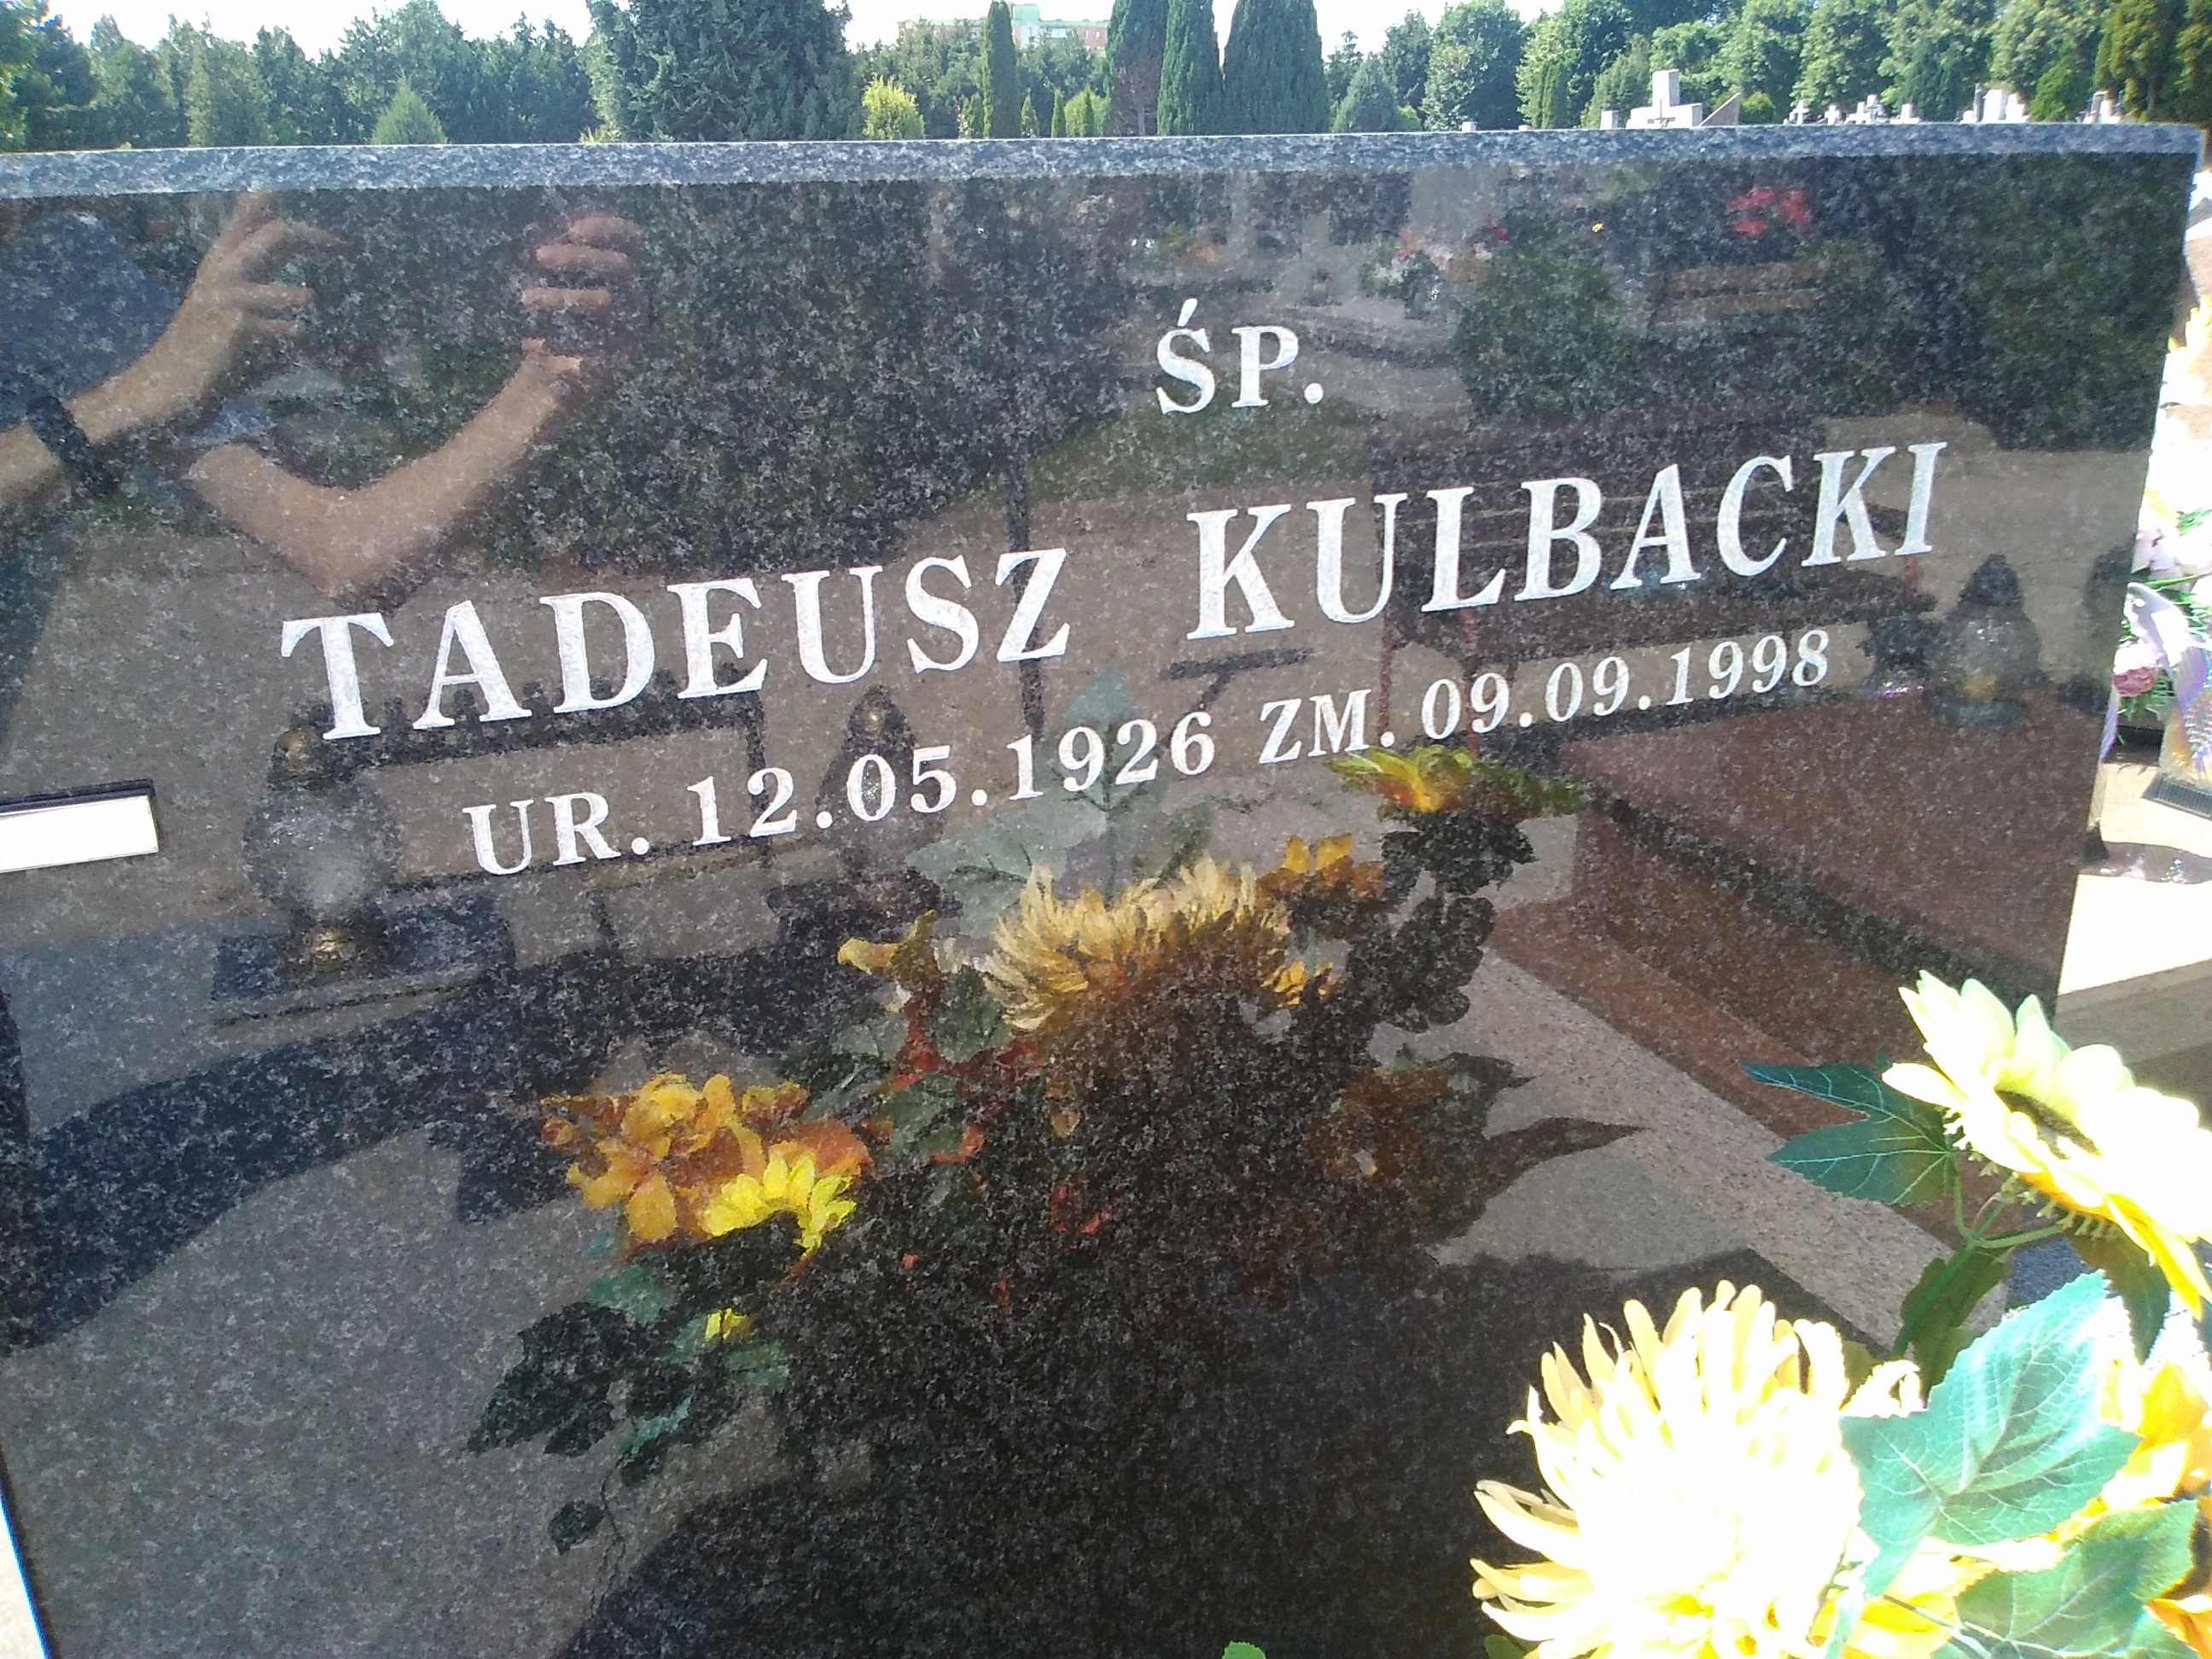 ŚP.
TADEUSZ KULBACKI
UR. 12.05.1926 ZM. 09.09.1998